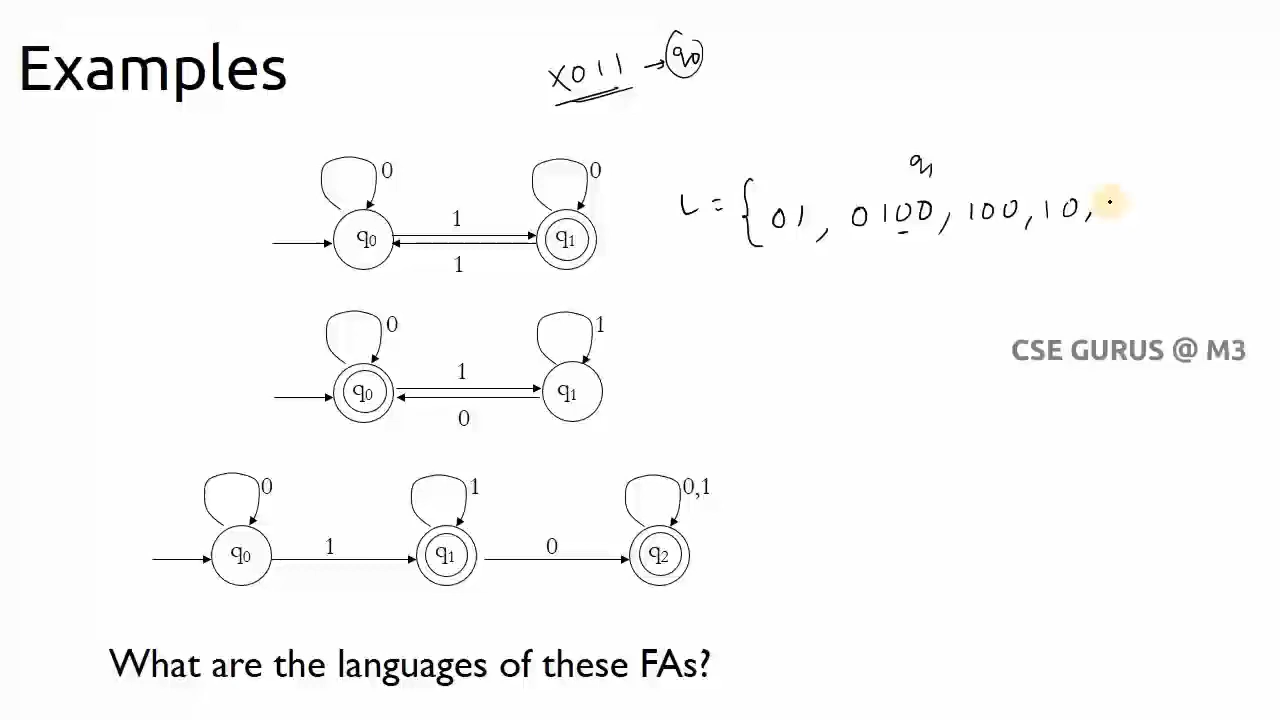 Examples
X011 → q0
0 0
q1
L = { 01 , 0100 , 100 , 10 ,
1
q0 q1
1
0 1
CSE GURUS @ M3
1
q0 q1
0
0 1 0,1
1 0
q0 q1 q2
What are the languages of these FAs?